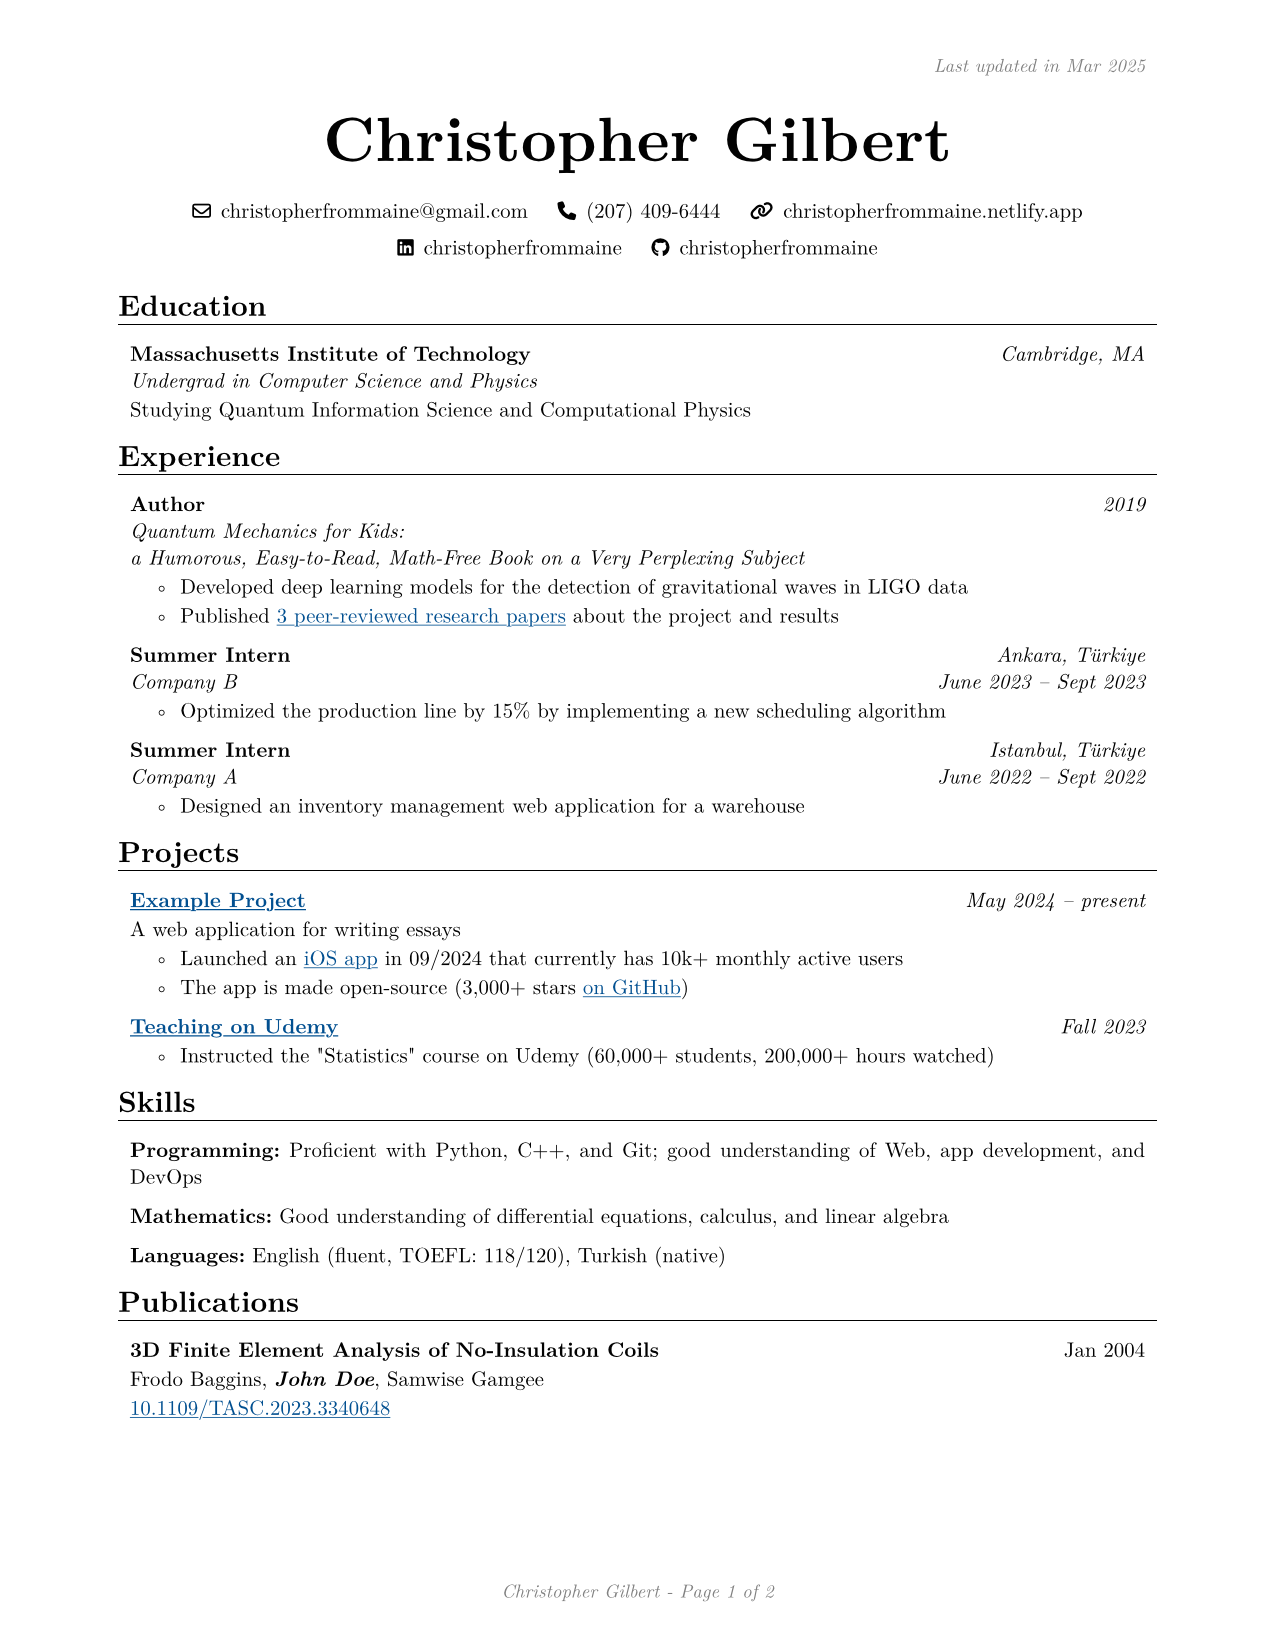 Last updated in Mar 2025
Christopher Gilbert
christopherfrommaine@gmail.com (207) 409-6444 christopherfrommaine.netlify.app
christopherfrommaine christopherfrommaine
Education
Massachusetts Institute of Technology Cambridge, MA
Undergrad in Computer Science and Physics
Studying Quantum Information Science and Computational Physics
Experience
Author 2019
Quantum Mechanics for Kids:
a Humorous, Easy-to-Read, Math-Free Book on a Very Perplexing Subject
◦ Developed deep learning models for the detection of gravitational waves in LIGO data
◦ Published 3 peer-reviewed research papers about the project and results
Summer Intern Ankara, Türkiye
Company B June 2023 – Sept 2023
◦ Optimized the production line by 15% by implementing a new scheduling algorithm
Summer Intern Istanbul, Türkiye
Company A June 2022 – Sept 2022
◦ Designed an inventory management web application for a warehouse
Projects
Example Project May 2024 – present
A web application for writing essays
◦ Launched an iOS app in 09/2024 that currently has 10k+ monthly active users
◦ The app is made open-source (3,000+ stars on GitHub)
Teaching on Udemy Fall 2023
◦ Instructed the "Statistics" course on Udemy (60,000+ students, 200,000+ hours watched)
Skills
Programming: Proficient with Python, C++, and Git; good understanding of Web, app development, and
DevOps
Mathematics: Good understanding of differential equations, calculus, and linear algebra
Languages: English (fluent, TOEFL: 118/120), Turkish (native)
Publications
3D Finite Element Analysis of No-Insulation Coils Jan 2004
Frodo Baggins, John Doe, Samwise Gamgee
10.1109/TASC.2023.3340648
Christopher Gilbert - Page 1 of 2